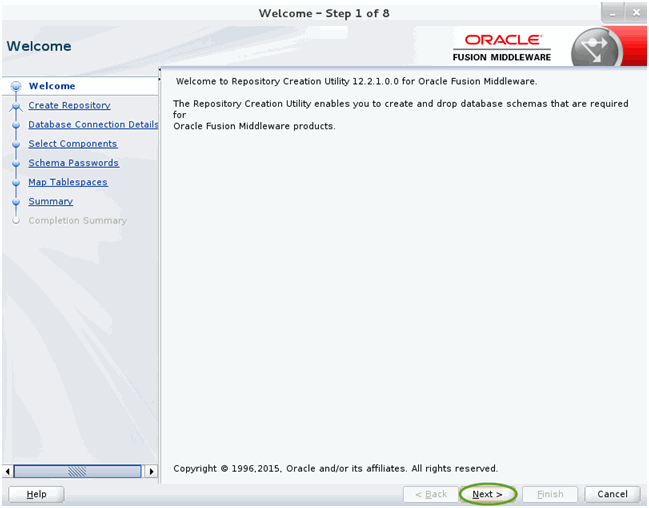 Welcome – Step 1 of 8
Welcome
ORACLE®
FUSION MIDDLEWARE
Welcome
Create Repository
Database Connection Details
Select Components
Schema Passwords
Map Tablespaces
Summary
Completion Summary
Welcome to Repository Creation Utility 12.2.1.0.0 for Oracle Fusion Middleware.
The Repository Creation Utility enables you to create and drop database schemas that are required
for
Oracle Fusion Middleware products.
Copyright © 1996,2015, Oracle and/or its affiliates. All rights reserved.
Help
< Back
Next >
Finish
Cancel